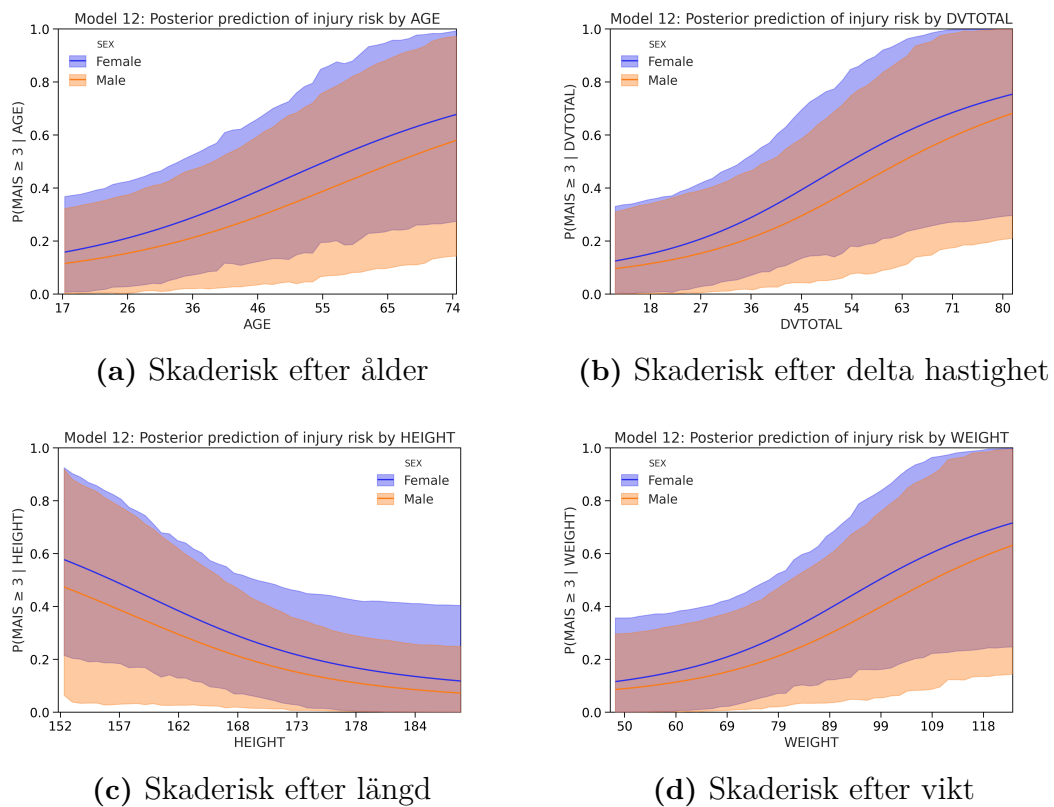 Model 12: Posterior prediction of injury risk by AGE
P(MAIS ≥ 3 | AGE)
1.0
0.8
0.6
0.4
0.2
0.0
SEX
Female
Male
17 26 36 46 55 65 74
AGE
(a) Skaderisk efter ålder
Model 12: Posterior prediction of injury risk by DVTOTAL
P(MAIS ≥ 3 | DVTOTAL)
1.0
0.8
0.6
0.4
0.2
0.0
SEX
Female
Male
18 27 36 45 54 63 71 80
DVTOTAL
(b) Skaderisk efter delta hastighet
Model 12: Posterior prediction of injury risk by HEIGHT
P(MAIS ≥ 3 | HEIGHT)
1.0
0.8
0.6
0.4
0.2
0.0
SEX
Female
Male
152 157 162 168 173 178 184
HEIGHT
(c) Skaderisk efter längd
Model 12: Posterior prediction of injury risk by WEIGHT
P(MAIS ≥ 3 | WEIGHT)
1.0
0.8
0.6
0.4
0.2
0.0
SEX
Female
Male
50 60 69 79 89 99 109 118
WEIGHT
(d) Skaderisk efter vikt